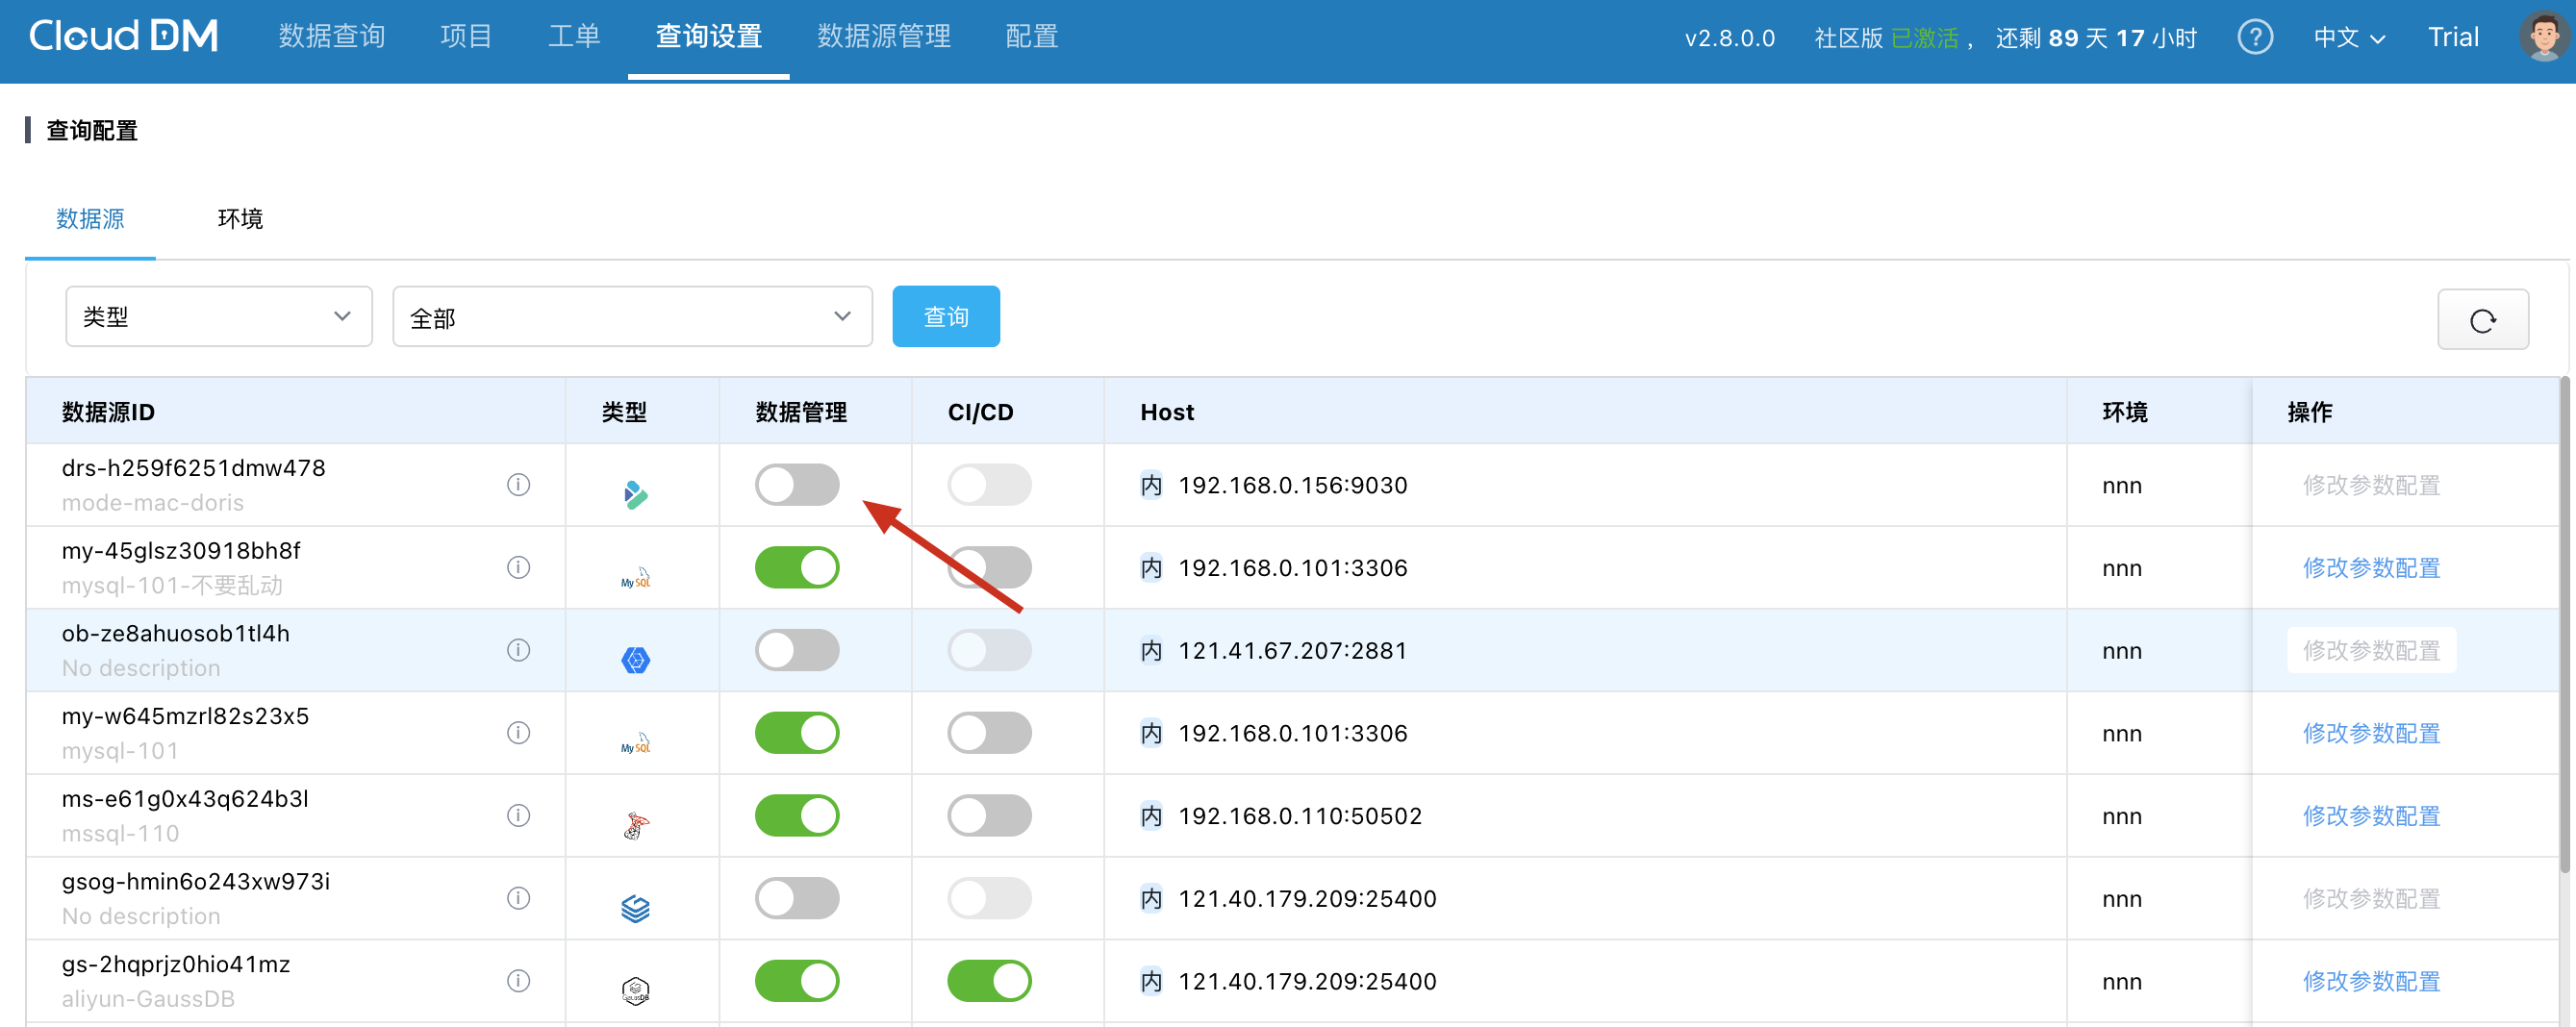 Cloud DM 数据查询 项目 工单 查询设置 数据源管理 配置 v2.8.0.0 社区版 已激活， 还剩 89 天 17 小时 ? 中文 Trial
查询配置
数据源 环境
类型 全部 查询
数据源ID 类型 数据管理 CI/CD Host 环境 操作
drs-h259f6251dmw478
mode-mac-doris
内 192.168.0.156:9030 nnn 修改参数配置
my-45glsz30918bh8f
mysql-101-不要乱动
MySQL 内 192.168.0.101:3306 nnn 修改参数配置
ob-ze8ahuosob1tl4h
No description
内 121.41.67.207:2881 nnn 修改参数配置
my-w645mzrl82s23x5
mysql-101
MySQL 内 192.168.0.101:3306 nnn 修改参数配置
ms-e61g0x43q624b3l
mssql-110
内 192.168.0.110:50502 nnn 修改参数配置
gsog-hmin6o243xw973i
No description
内 121.40.179.209:25400 nnn 修改参数配置
gs-2hqprjz0hio41mz
aliyun-GaussDB
GaussDB 内 121.40.179.209:25400 nnn 修改参数配置